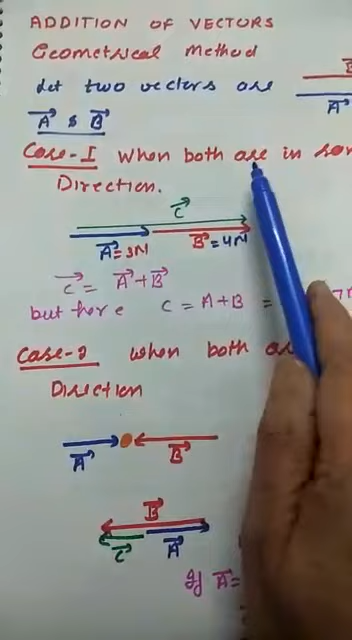 ADDITION OF VECTORS
Geometrical Method
Let two vectors are
B
A
A & B
Case-I When both are in
Direction.
C
A = 3N B = 4N
C = A + B
but here C = A + B =
Case-2 when both
Direction
A B
B
C A
If A =